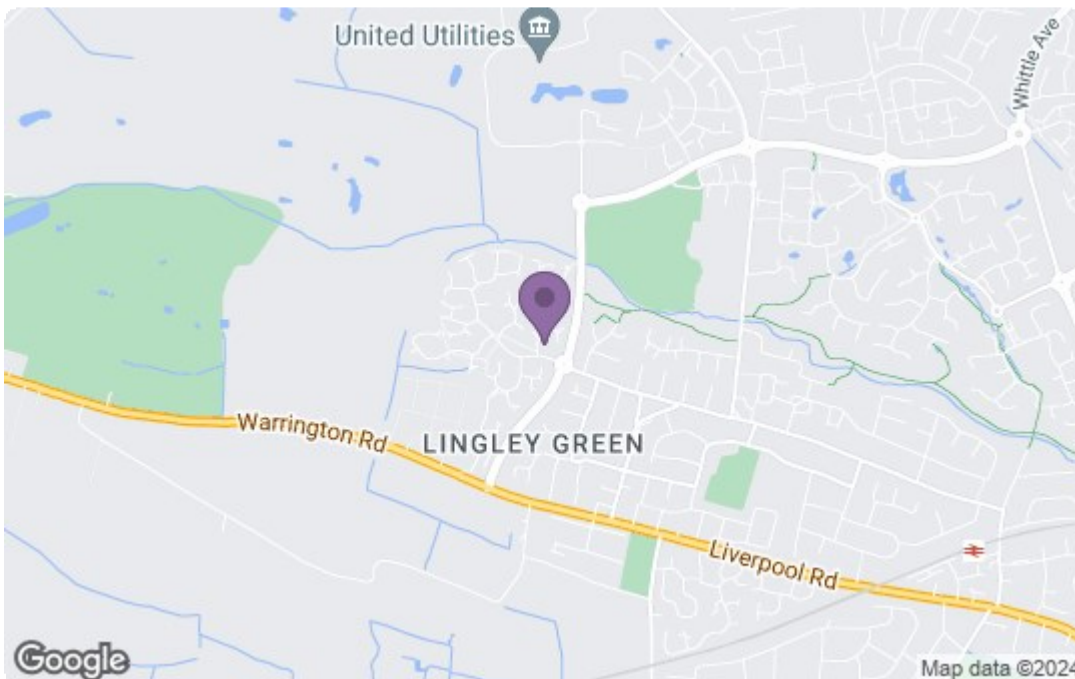 United Utilities
Whittle Ave
Warrington Rd
LINGLEY GREEN
Liverpool Rd
Google
Map data ©2024